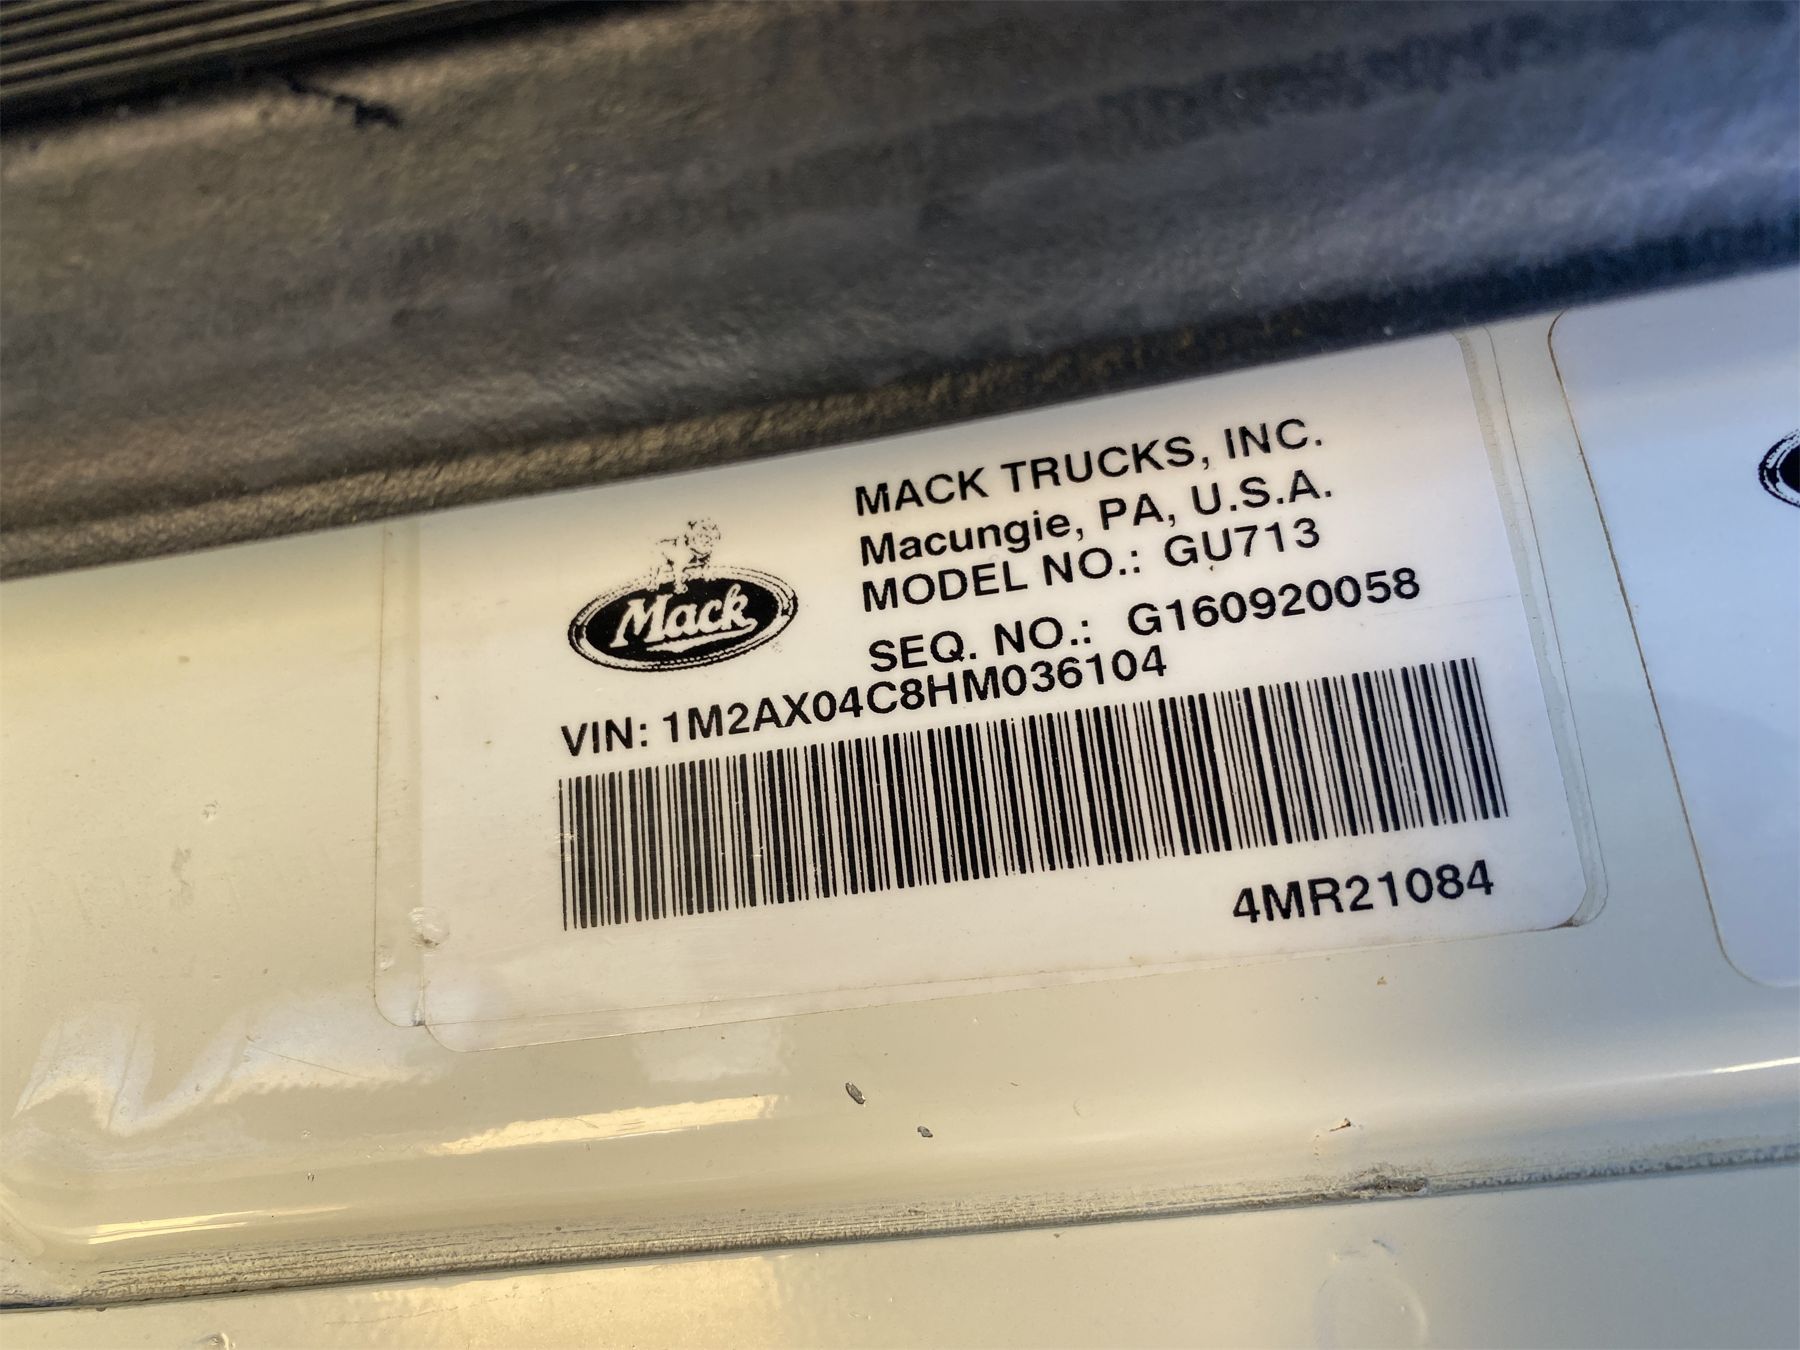 MACK TRUCKS, INC.
Macungie, PA, U.S.A.
MODEL NO.: GU713
SEQ. NO.: G160920058
Mack
VIN: 1M2AX04C8HM036104
4MR21084